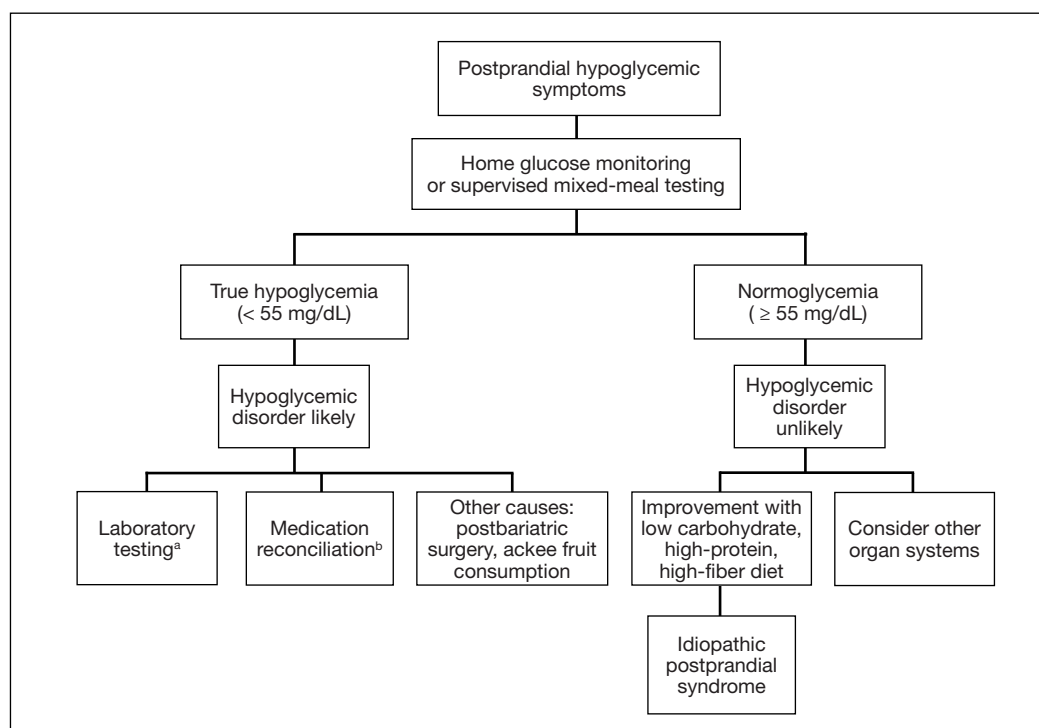 Postprandial hypoglycemic
symptoms
Home glucose monitoring
or supervised mixed-meal testing
True hypoglycemia
(< 55 mg/dL)
Normoglycemia
( ≥ 55 mg/dL)
Hypoglycemic
disorder likely
Hypoglycemic
disorder
unlikely
Laboratory
testingᵃ
Medication
reconciliationᵇ
Other causes:
postbariatric
surgery, ackee fruit
consumption
Improvement with
low carbohydrate,
high-protein,
high-fiber diet
Consider other
organ systems
Idiopathic
postprandial
syndrome